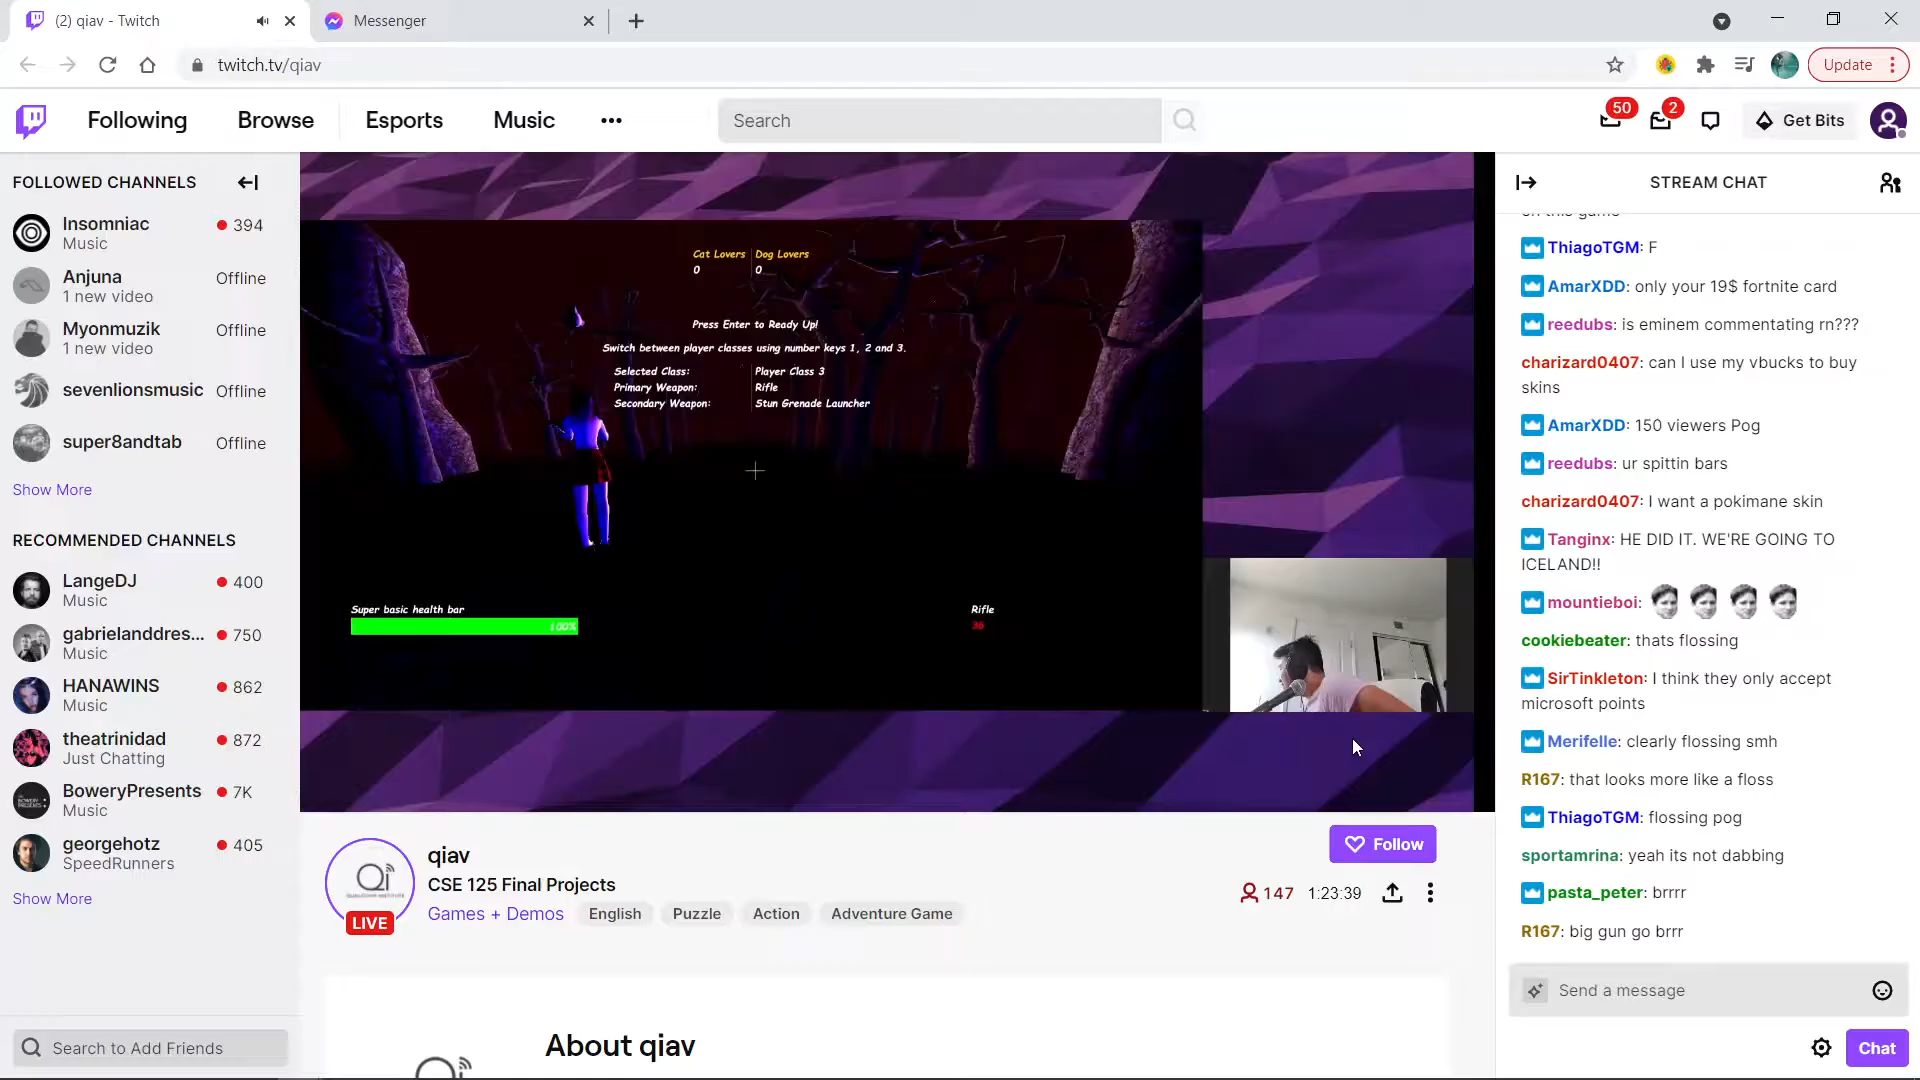 (2) qiav - Twitch
Messenger
twitch.tv/qiav
Update
Following
Browse
Esports
Music
Search
50
2
Get Bits
FOLLOWED CHANNELS
Insomniac
394
Music
Anjuna
Offline
1 new video
Myonmuzik
Offline
1 new video
sevenlionsmusic
Offline
super8andtab
Offline
Show More
RECOMMENDED CHANNELS
LangeDJ
400
Music
gabrielanddres...
750
Music
HANAWINS
862
Music
theatrinidad
872
Just Chatting
BoweryPresents
7K
Music
georgehotz
405
SpeedRunners
Show More
Search to Add Friends
Cat Lovers
Dog Lovers
0
0
Press Enter to Ready Up!
Switch between player classes using number keys 1, 2 and 3.
Selected Class:
Player Class 3
Primary Weapon:
Rifle
Secondary Weapon:
Stun Grenade Launcher
Super basic health bar
100%
Rifle
36
LIVE
qiav
CSE 125 Final Projects
Games + Demos
English
Puzzle
Action
Adventure Game
Follow
147
1:23:39
About qiav
STREAM CHAT
on this game
ThiagoTGM: F
AmarXDD: only your 19$ fortnite card
reedubs: is eminem commentating rn???
charizard0407: can I use my vbucks to buy
skins
AmarXDD: 150 viewers Pog
reedubs: ur spittin bars
charizard0407: I want a pokimane skin
Tanginx: HE DID IT. WE'RE GOING TO
ICELAND!!
mountieboi:
cookiebeater: thats flossing
SirTinkleton: I think they only accept
microsoft points
Merifelle: clearly flossing smh
R167: that looks more like a floss
ThiagoTGM: flossing pog
sportamrina: yeah its not dabbing
pasta_peter: brrrr
R167: big gun go brrr
Send a message
Chat